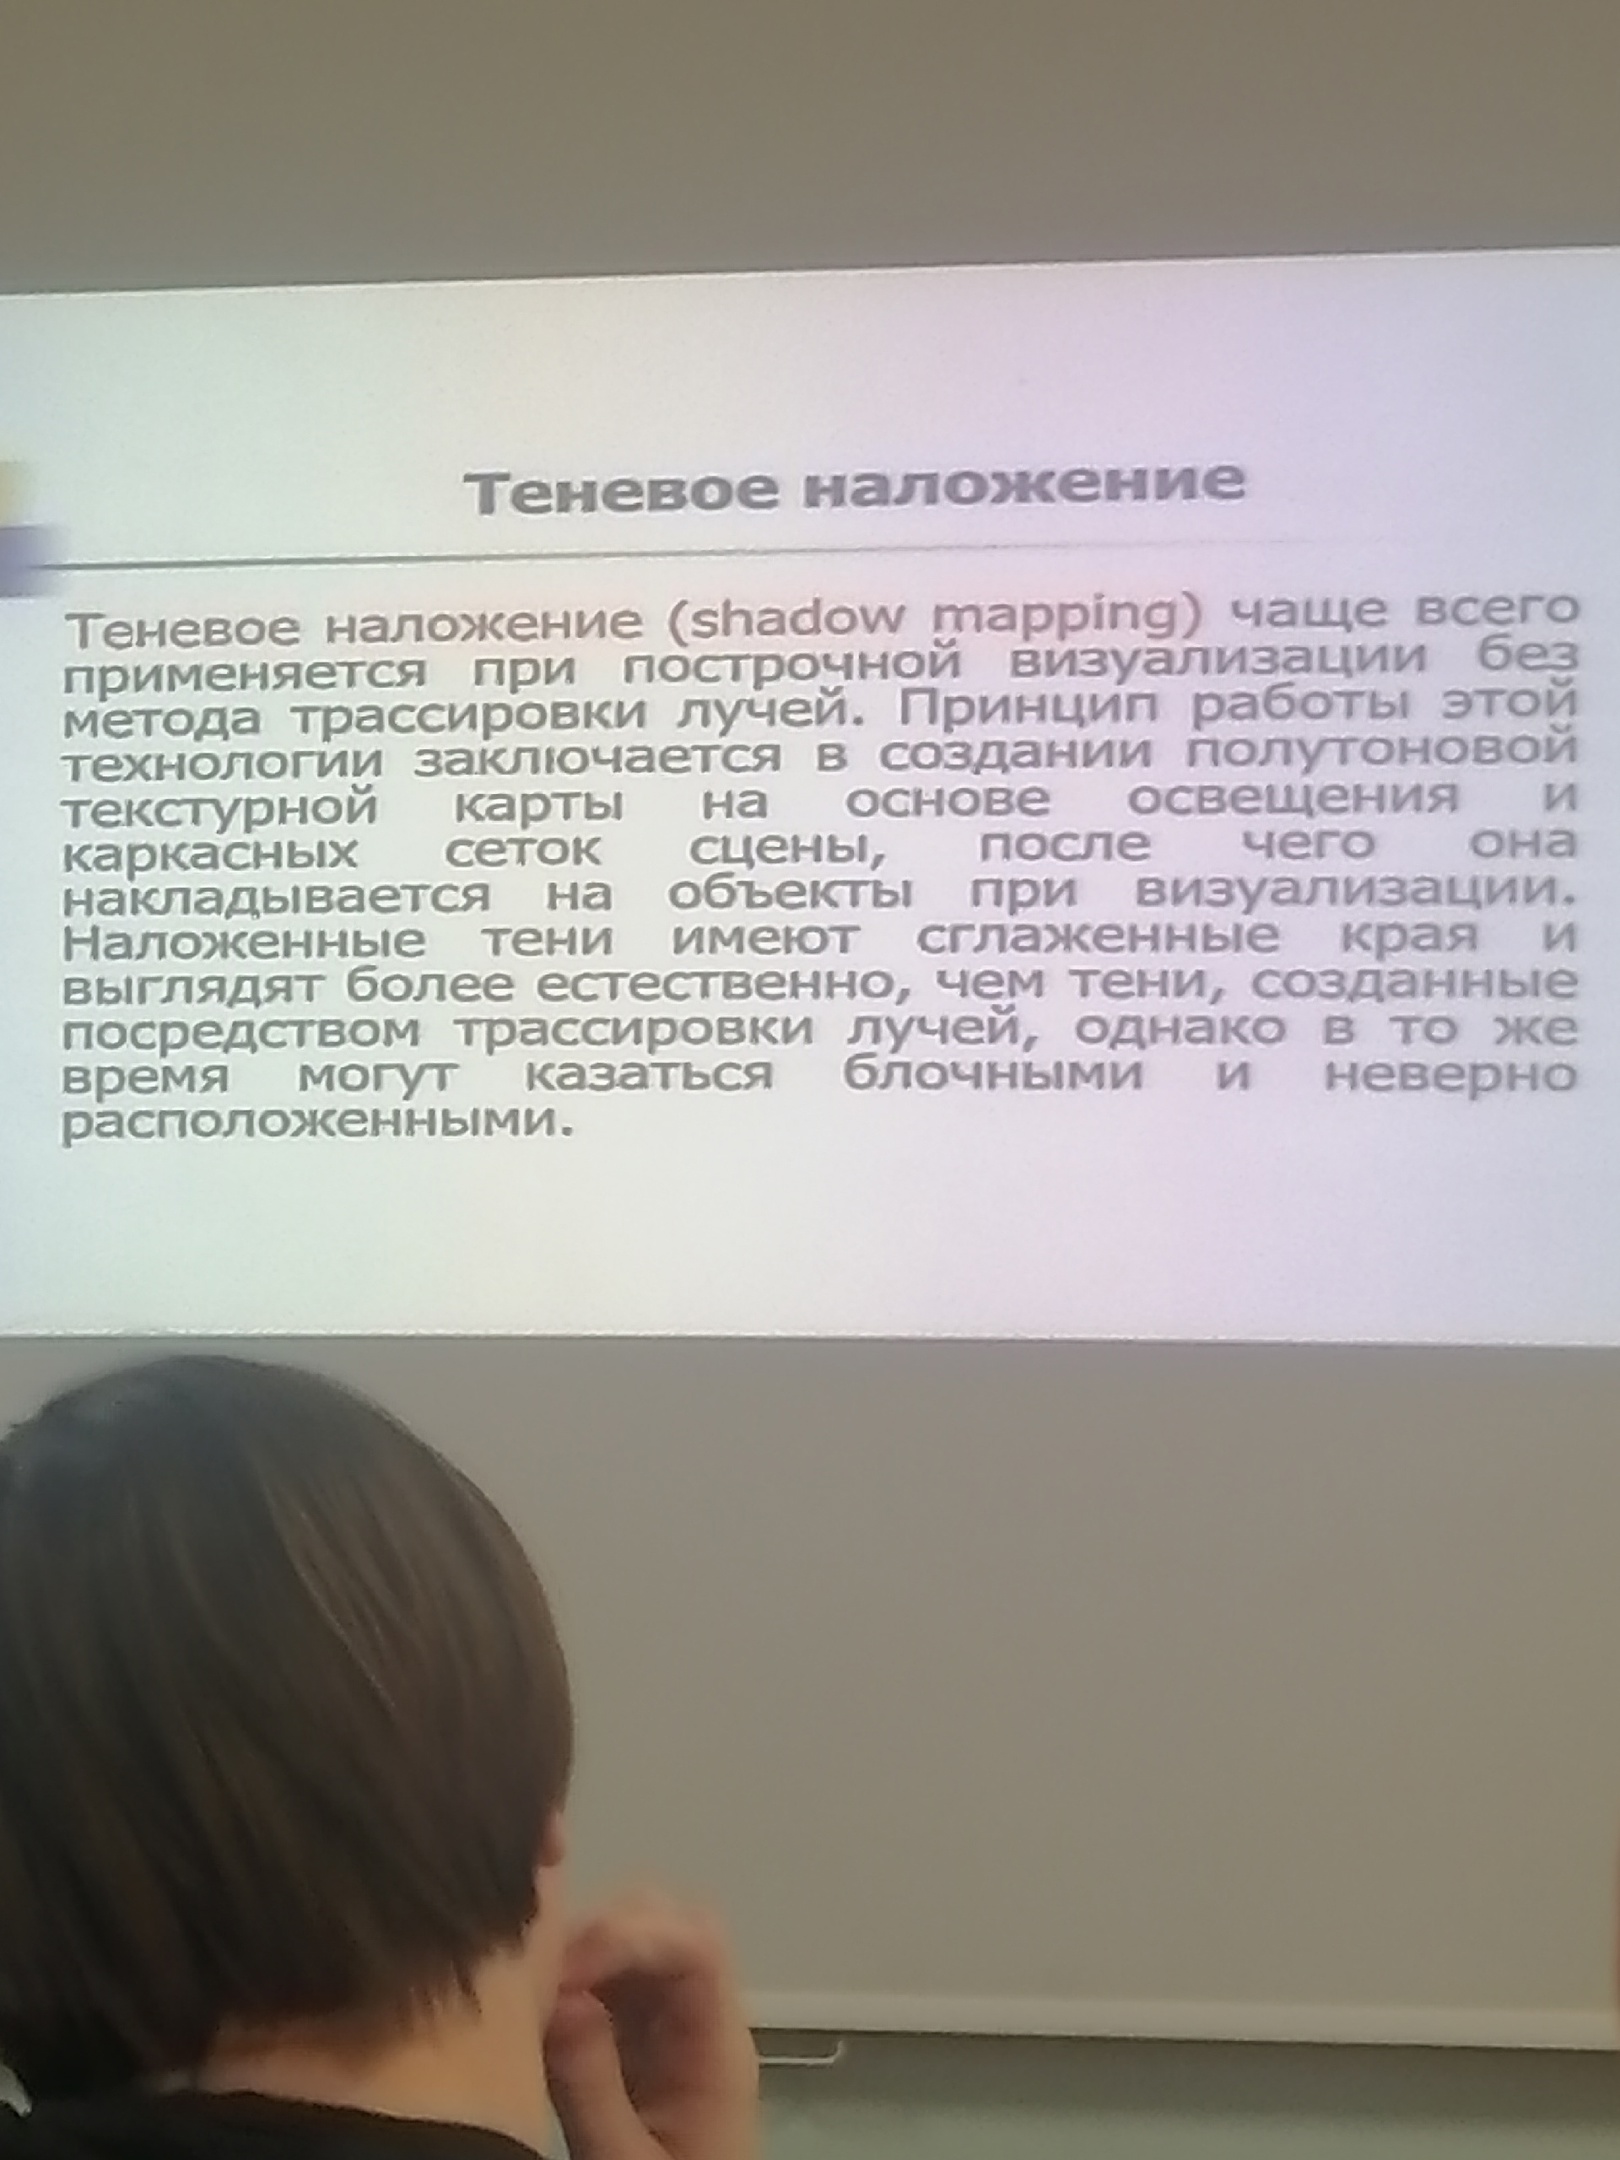 Теневое наложение
Теневое наложение (shadow mapping) чаще всего
применяется при построчной визуализации без
метода трассировки лучей. Принцип работы этой
технологии заключается в создании полутоновой
текстурной карты на основе освещения и
каркасных сеток сцены, после чего она
накладывается на объекты при визуализации.
Наложенные тени имеют сглаженные края и
выглядят более естественно, чем тени, созданные
посредством трассировки лучей, однако в то же
время могут казаться блочными и неверно
расположенными.